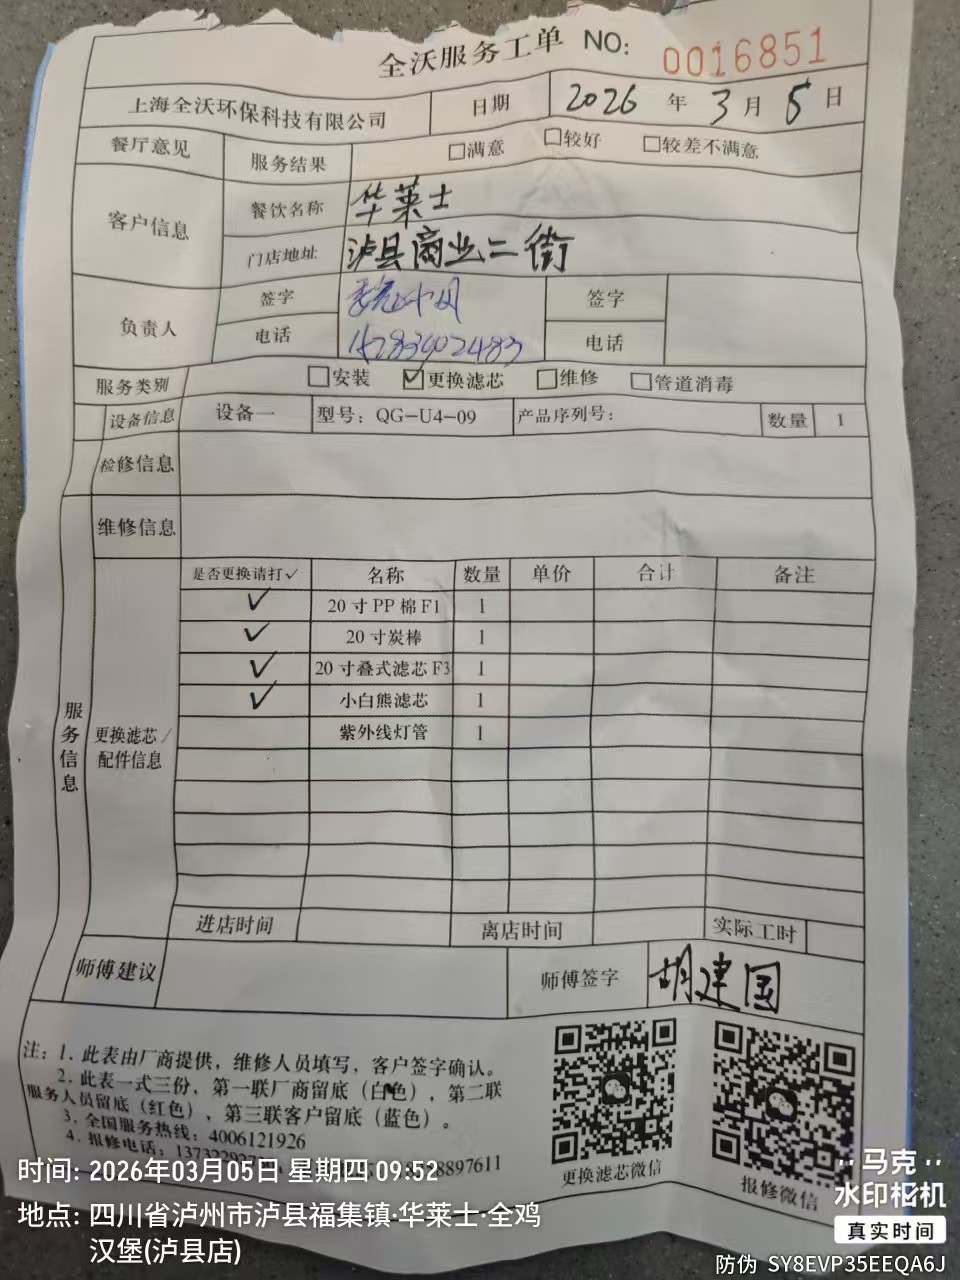 全沃服务工单 NO: 0016851
上海全沃环保科技有限公司 日期 2026 年 3 月 5 日
餐厅意见 服务结果 □满意 □较好 □较差不满意
客户信息 餐饮名称 华莱士
门店地址 泸县商业二街
负责人 签字 签字
电话 电话
服务类别 □安装 ☑更换滤芯 □维修 □管道消毒
设备信息 设备一 型号: QG-U4-09 产品序列号: 数量 1
检修信息
维修信息
服务信息
更换滤芯/配件信息
是否更换请打✓ 名称 数量 单价 合计 备注
✓ 20寸PP棉F1 1
✓ 20寸炭棒 1
✓ 20寸叠式滤芯F3 1
✓ 小白熊滤芯 1
紫外线灯管 1
进店时间 离店时间 实际工时
师傅建议 师傅签字 胡建国
注: 1. 此表由厂商提供，维修人员填写，客户签字确认。
2. 此表一式三份，第一联厂商留底（白色），第二联
服务人员留底（红色），第三联客户留底（蓝色）。
3. 全国服务热线: 4006121926
4. 报修电话:
更换滤芯微信 报修微信
时间: 2026年03月05日 星期四 09:52
地点: 四川省泸州市泸县福集镇·华莱士·全鸡
汉堡(泸县店)
马克
水印相机
真实时间
防伪 SY8EVP35EEQA6J